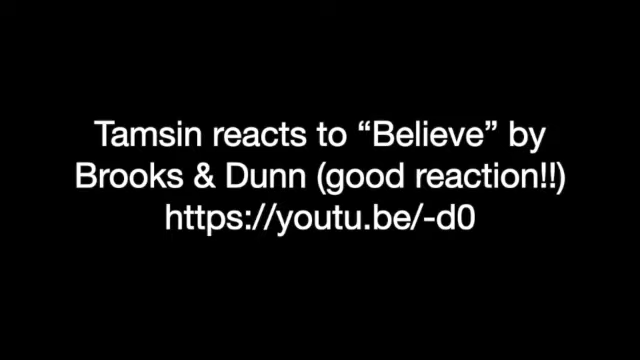 Tamsin reacts to “Believe” by
Brooks & Dunn (good reaction!!)
https://youtu.be/-d0